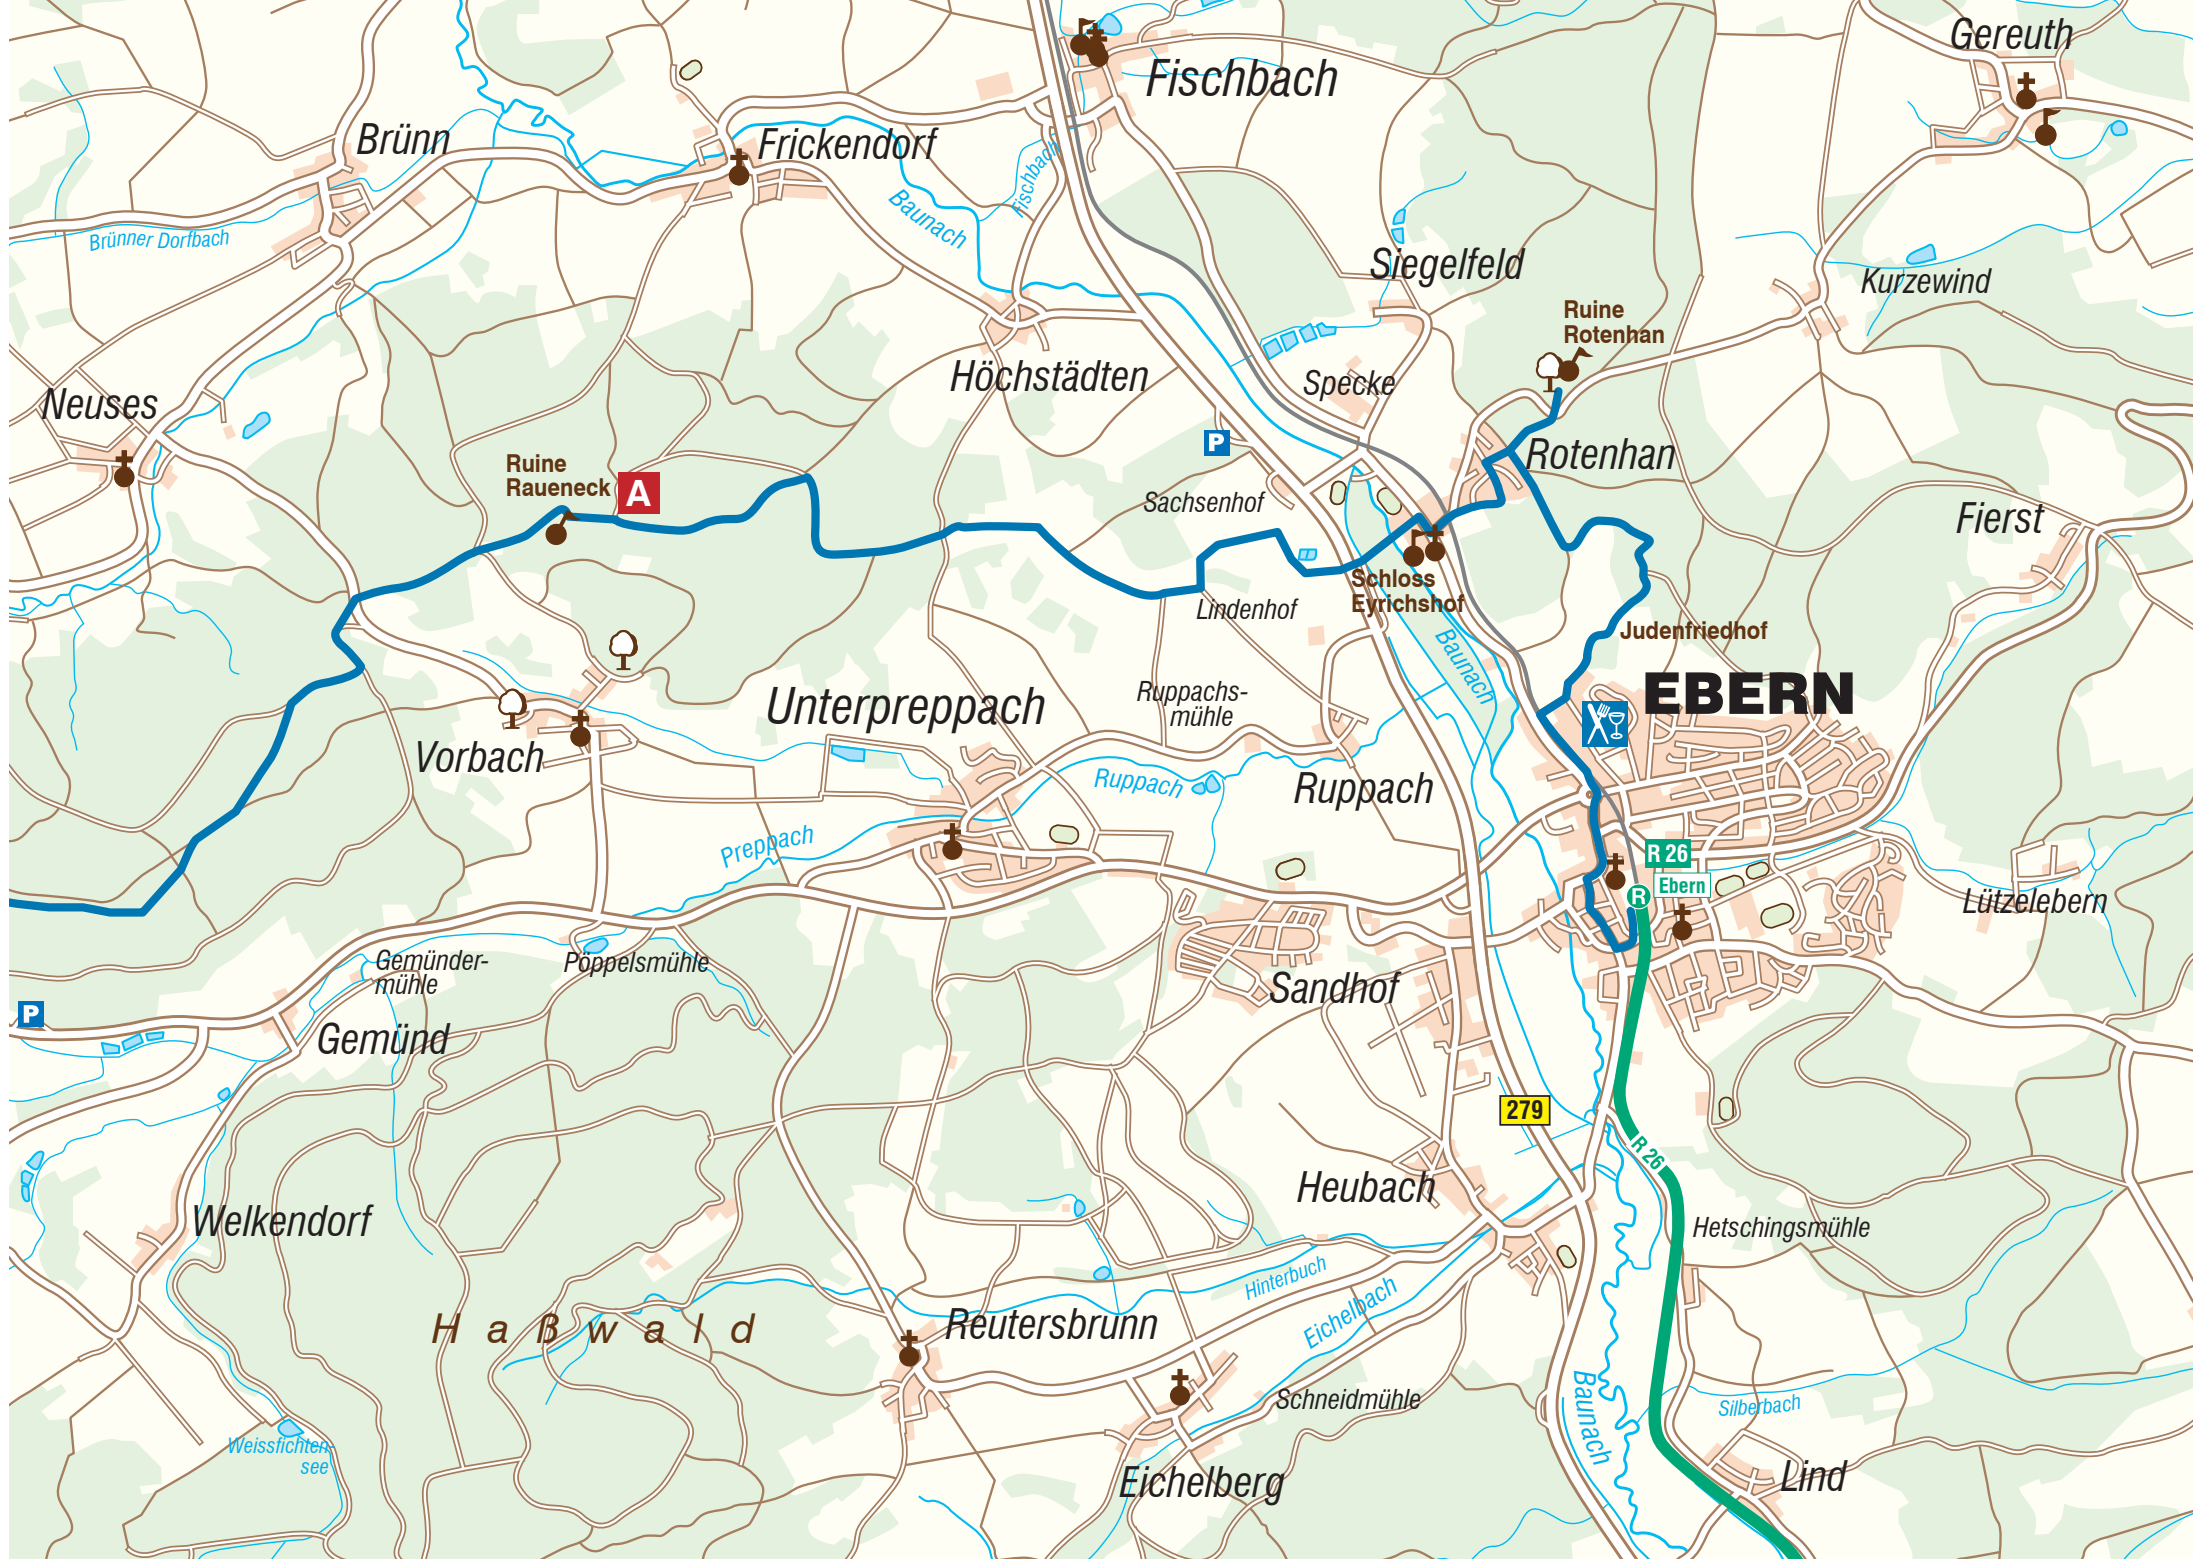 Gereuth
Fischbach
Brünn
Frickendorf
Fischbach
Baunach
Brünner Dorfbach
Siegelfeld
Kurzewind
Ruine
Rotenhan
Höchstädten
Specke
Neuses
P
Rotenhan
Ruine
Raueneck
A
Sachsenhof
Fierst
Schloss
Eyrichshof
Lindenhof
Judenfriedhof
Baunach
EBERN
Ruppachs-
mühle
Unterpreppach
Vorbach
Ruppach
Ruppach
Preppach
R 26
Ebern
R
Lützelebern
Gemünder-
mühle
Pöppelsmühle
Sandhof
P
Gemünd
279
R 26
Heubach
Welkendorf
Hetschingsmühle
Hinterbuch
Eichelbach
Haßwald
Reutersbrunn
Schneidmühle
Baunach
Silberbach
Weissfichten-
see
Eichelberg
Lind